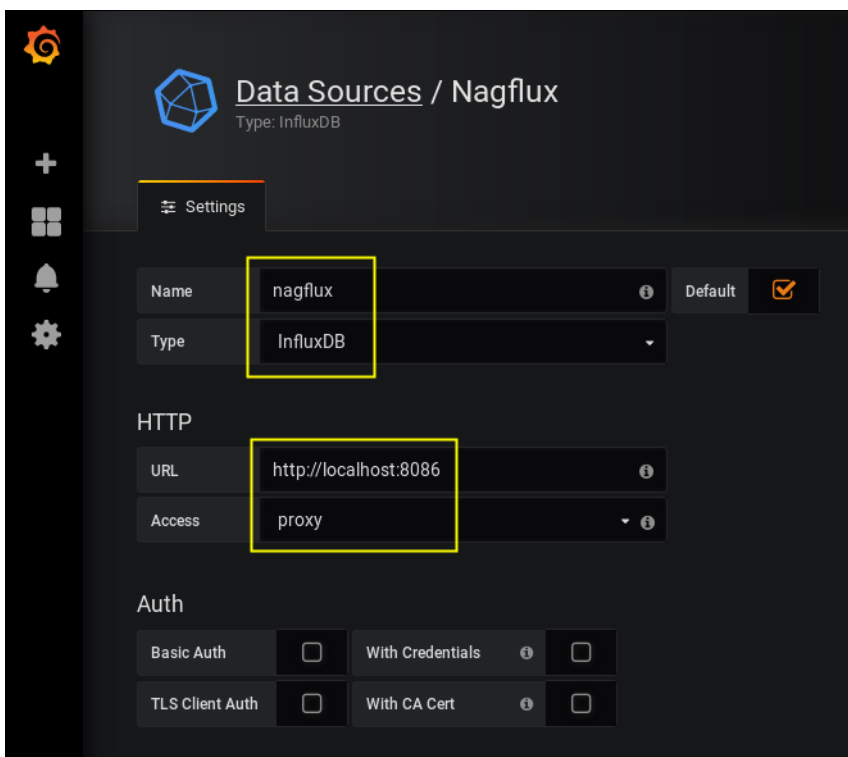 Data Sources / Nagflux
Type: InfluxDB
Settings
Name nagflux Default
Type InfluxDB
HTTP
URL http://localhost:8086
Access proxy
Auth
Basic Auth With Credentials
TLS Client Auth With CA Cert